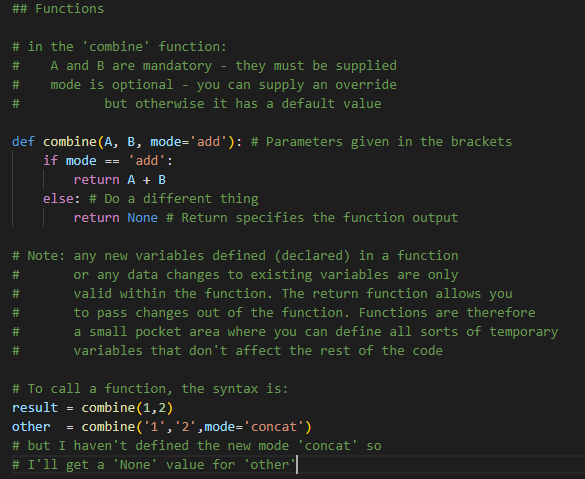 ## Functions
# in the 'combine' function:
#    A and B are mandatory - they must be supplied
#    mode is optional - you can supply an override
#           but otherwise it has a default value
def combine(A, B, mode='add'): # Parameters given in the brackets
    if mode == 'add':
        return A + B
    else: # Do a different thing
        return None # Return specifies the function output
# Note: any new variables defined (declared) in a function
#       or any data changes to existing variables are only
#       valid within the function. The return function allows you
#       to pass changes out of the function. Functions are therefore
#       a small pocket area where you can define all sorts of temporary
#       variables that don't affect the rest of the code
# To call a function, the syntax is:
result = combine(1,2)
other  = combine('1','2',mode='concat')
# but I haven't defined the new mode 'concat' so
# I'll get a 'None' value for 'other'